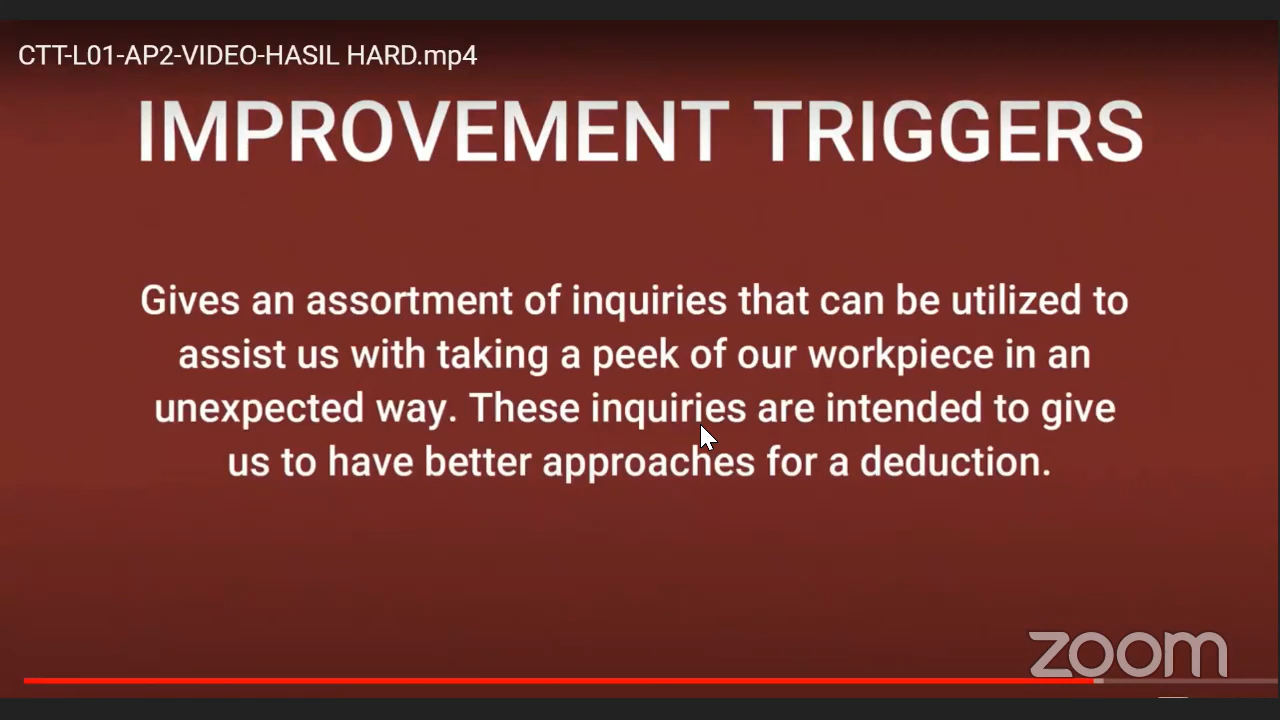 CTT-L01-AP2-VIDEO-HASIL HARD.mp4
IMPROVEMENT TRIGGERS
Gives an assortment of inquiries that can be utilized to
assist us with taking a peek of our workpiece in an
unexpected way. These inquiries are intended to give
us to have better approaches for a deduction.
zoom